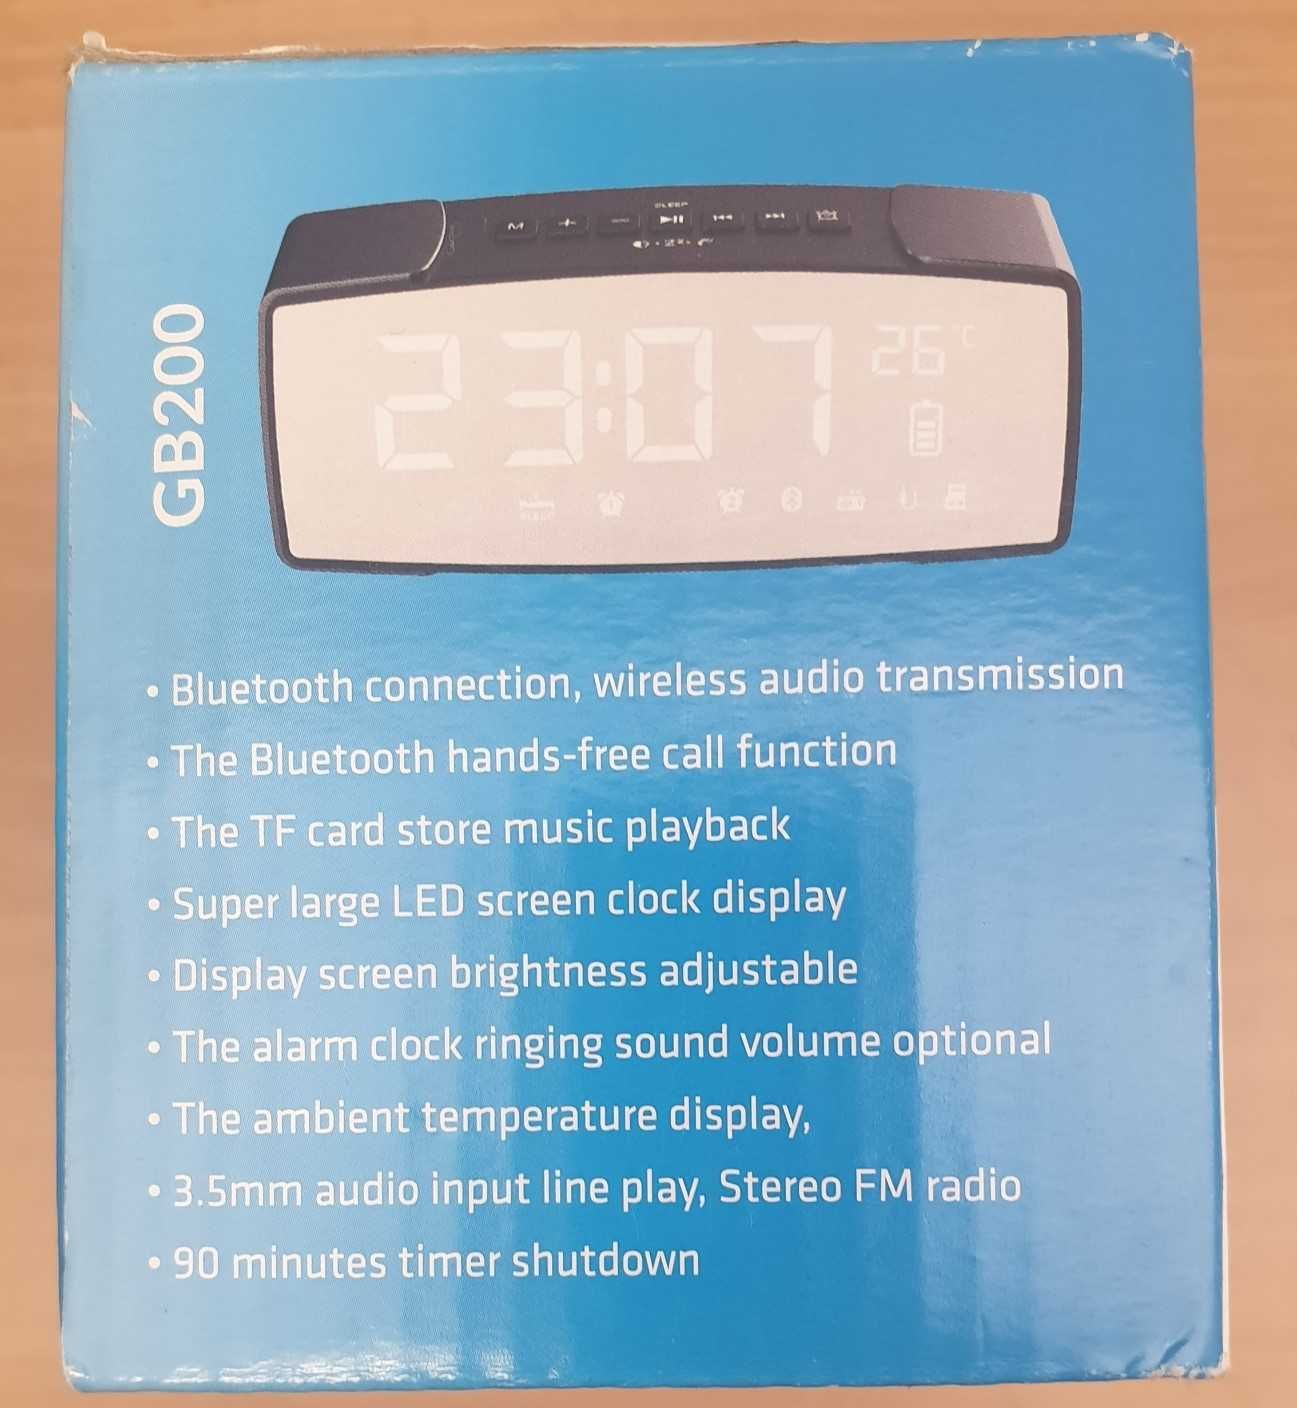 GB200
SLEEP
M
23:07
26 °C
• Bluetooth connection, wireless audio transmission
• The Bluetooth hands-free call function
• The TF card store music playback
• Super large LED screen clock display
• Display screen brightness adjustable
• The alarm clock ringing sound volume optional
• The ambient temperature display,
• 3.5mm audio input line play, Stereo FM radio
• 90 minutes timer shutdown